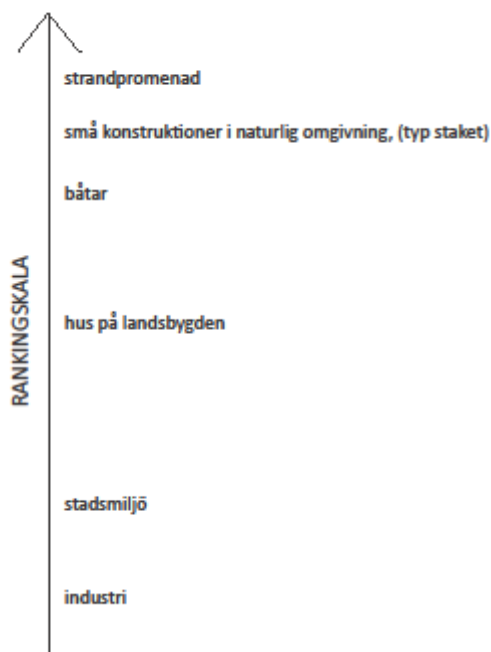 strandpromenad
små konstruktioner i naturlig omgivning, (typ staket)
båtar
RANKINGSKALA
hus på landsbygden
stadsmiljö
industri